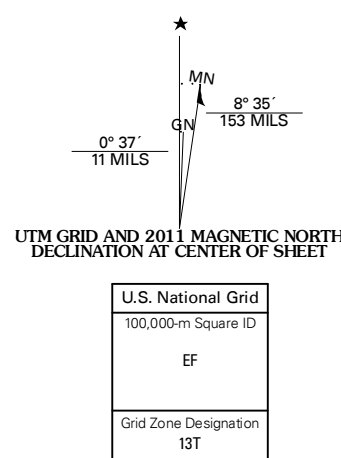 ★
MN
8° 35´
153 MILS
GN
0° 37´
11 MILS
UTM GRID AND 2011 MAGNETIC NORTH
DECLINATION AT CENTER OF SHEET
U.S. National Grid
100,000-m Square ID
EF
Grid Zone Designation
13T